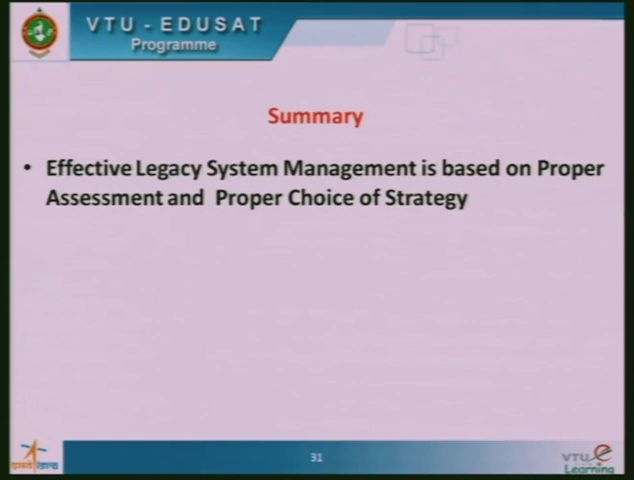 VTU - EDUSAT
Programme
Summary
• Effective Legacy System Management is based on Proper
Assessment and Proper Choice of Strategy
31
VTU
Learning